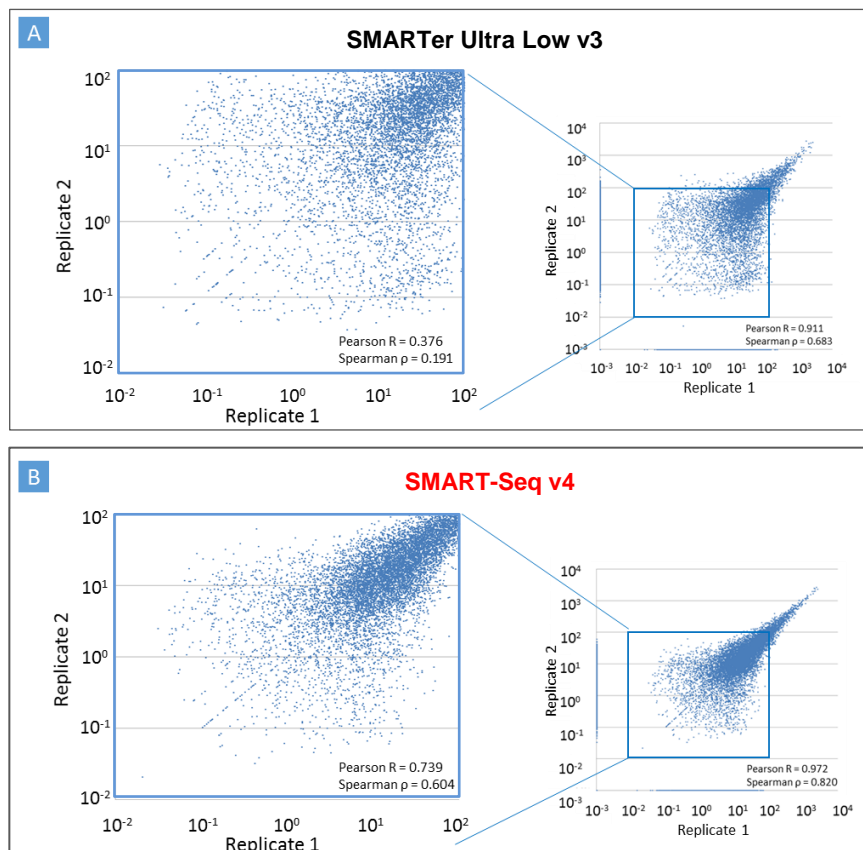 A
SMARTer Ultra Low v3
10²
10¹
10⁰
10⁻¹
10⁻²
Replicate 2
Pearson R = 0.376
Spearman ρ = 0.191
10⁻² 10⁻¹ 10⁰ 10¹ 10²
Replicate 1
10⁴
10³
10²
10¹
10⁰
10⁻¹
10⁻²
10⁻³
Replicate 2
Pearson R = 0.911
Spearman ρ = 0.683
10⁻³ 10⁻² 10⁻¹ 10⁰ 10¹ 10² 10³ 10⁴
Replicate 1
B
SMART-Seq v4
10²
10¹
10⁰
10⁻¹
10⁻²
Replicate 2
Pearson R = 0.739
Spearman ρ = 0.604
10⁻² 10⁻¹ 10⁰ 10¹ 10²
Replicate 1
10⁴
10³
10²
10¹
10⁰
10⁻¹
10⁻²
10⁻³
Replicate 2
Pearson R = 0.972
Spearman ρ = 0.820
10⁻³ 10⁻² 10⁻¹ 10⁰ 10¹ 10² 10³ 10⁴
Replicate 1